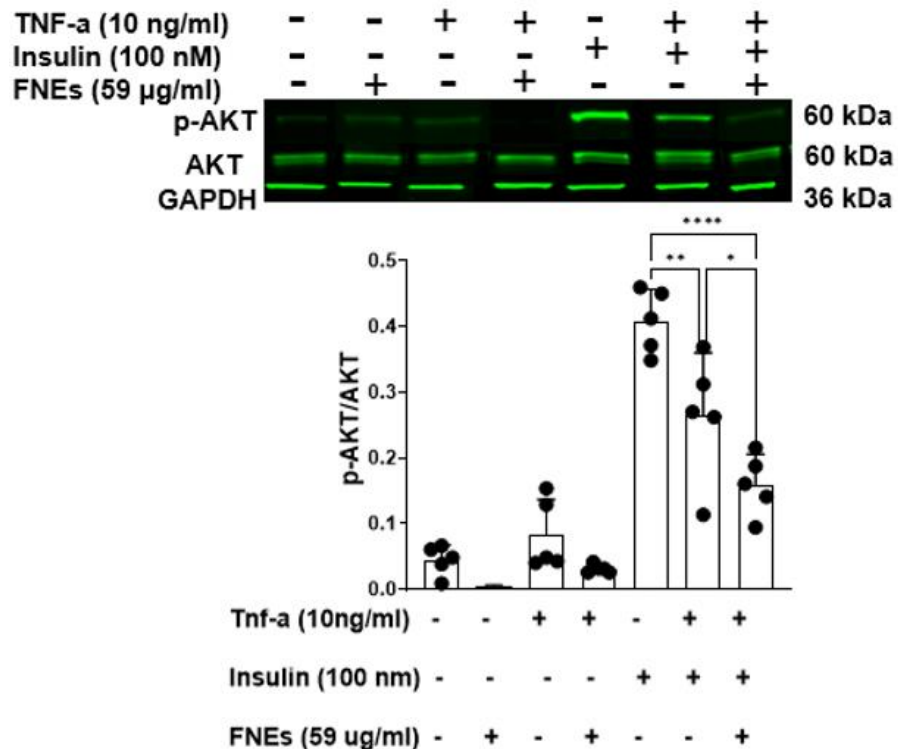 TNF-a (10 ng/ml) - - + + - + +
Insulin (100 nM) - - - - + + +
FNEs (59 µg/ml) - + - + - - +
p-AKT 60 kDa
AKT 60 kDa
GAPDH 36 kDa
****
** *
0.5
0.4
0.3
0.2
0.1
0.0
p-AKT/AKT
Tnf-a (10ng/ml) - - + + - + +
Insulin (100 nm) - - - - + + +
FNEs (59 ug/ml) - + - + - - +